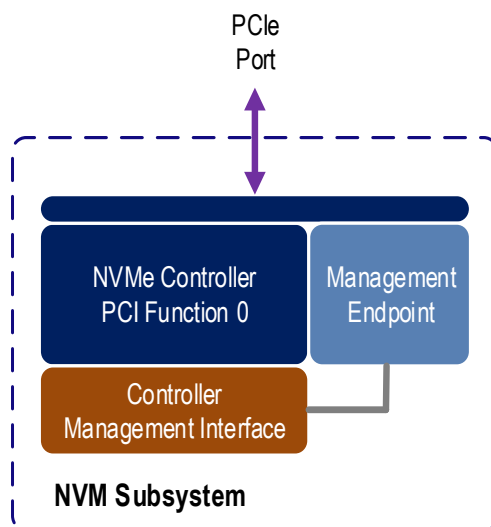 PCIe
Port
NVMe Controller
PCI Function 0
Management
Endpoint
Controller
Management Interface
NVM Subsystem